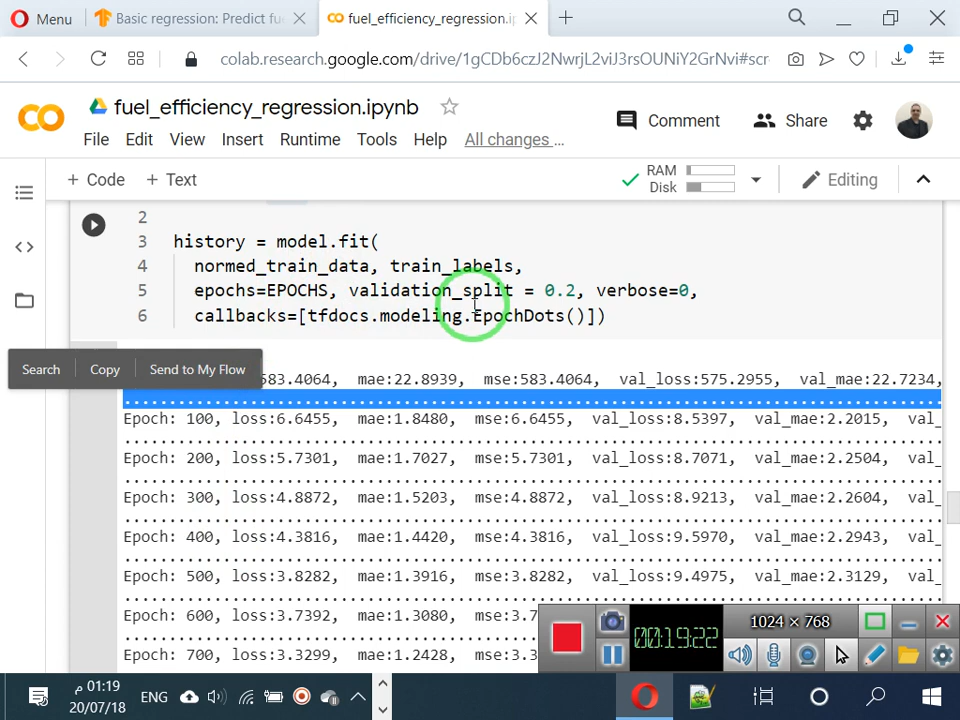 Menu
Basic regression: Predict fu
fuel_efficiency_regression.i
colab.research.google.com/drive/1gCDb6czJ2NwrjL2viJ3rsOUNiY2GrNvi#scr
fuel_efficiency_regression.ipynb
Comment
Share
File Edit View Insert Runtime Tools Help All changes …
+ Code + Text
RAM
Disk
Editing
2
3 history = model.fit(
4 normed_train_data, train_labels,
5 epochs=EPOCHS, validation_split = 0.2, verbose=0,
6 callbacks=[tfdocs.modeling.EpochDots()])
Search Copy Send to My Flow
583.4064, mae:22.8939, mse:583.4064, val_loss:575.2955, val_mae:22.7234,
Epoch: 100, loss:6.6455, mae:1.8480, mse:6.6455, val_loss:8.5397, val_mae:2.2015, val_
Epoch: 200, loss:5.7301, mae:1.7027, mse:5.7301, val_loss:8.7071, val_mae:2.2504, val_
Epoch: 300, loss:4.8872, mae:1.5203, mse:4.8872, val_loss:8.9213, val_mae:2.2604, val_
Epoch: 400, loss:4.3816, mae:1.4420, mse:4.3816, val_loss:9.5970, val_mae:2.2943, val_
Epoch: 500, loss:3.8282, mae:1.3916, mse:3.8282, val_loss:9.4975, val_mae:2.3129, val_
Epoch: 600, loss:3.7392, mae:1.3080, mse:3.7
Epoch: 700, loss:3.3299, mae:1.2428, mse:3.3
00:19:22
1024 × 768
01:19 م
20/07/18
ENG